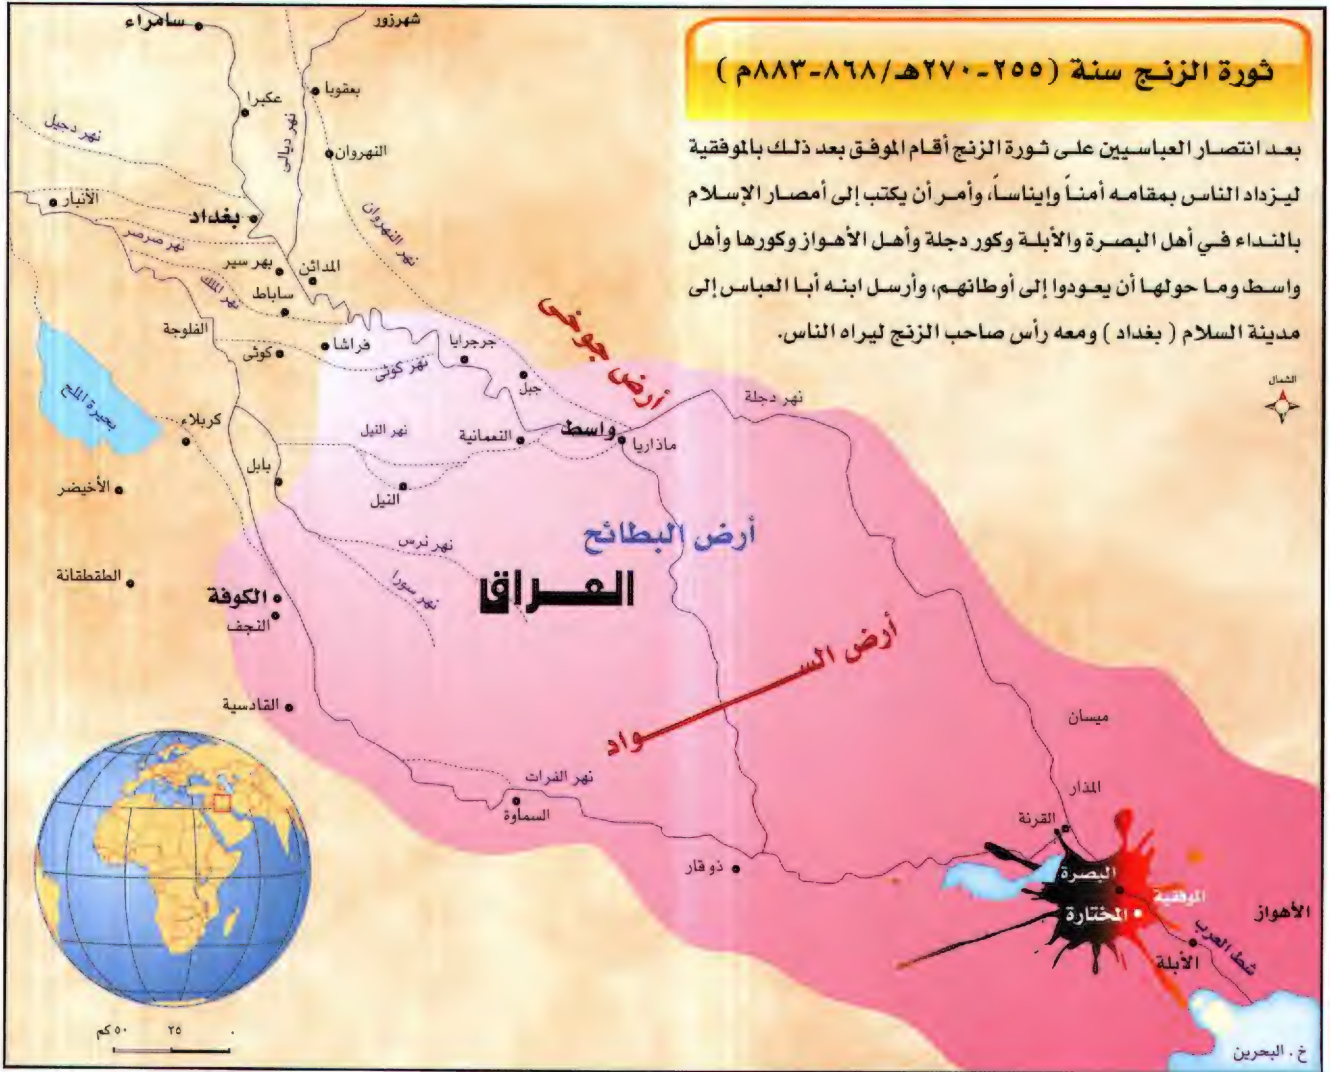 ثورة الزنج سنة (٢٥٥-٢٧٠هـ/٨٦٨-٨٨٣م)
بعد انتصار العباسيين على ثورة الزنج أقام الموفق بعد ذلك بالموفقية
ليزداد الناس بمقامه أمناً وإيناساً، وأمر أن يكتب إلى أمصار الإسلام
بالنداء في أهل البصرة والأبلة وكور دجلة وأهل الأهواز وكورها وأهل
واسط وما حولها أن يعودوا إلى أوطانهم، وأرسل ابنه أبا العباس إلى
مدينة السلام (بغداد) ومعه رأس صاحب الزنج ليراه الناس.
الشمال
شهرزور
سامراء
بعقوبا
عكبرا
نهر ديالى
نهر دجيل
النهروان
الأنبار
بغداد
نهر النهروان
نهر صرصر
بهر سير
المدائن
نهر الملك
ساباط
الفلوجة
كوثى
فراشا
جرجرايا
نهر كوثى
جبل
أرض جوخى
نهر دجلة
بحيرة الملح
كربلاء
نهر النيل
النعمانية
واسط
ماذاريا
بابل
النيل
الأخيضر
أرض البطائح
نهر نرس
العراق
نهر سورا
الطقطقانة
الكوفة
النجف
أرض السواد
القادسية
ميسان
نهر الفرات
السماوة
المذار
القرنة
ذو قار
البصرة
الموفقية
المختارة
الأهواز
شط العرب
الأبلة
خ. البحرين
٥٠ كم
٢٥
٠